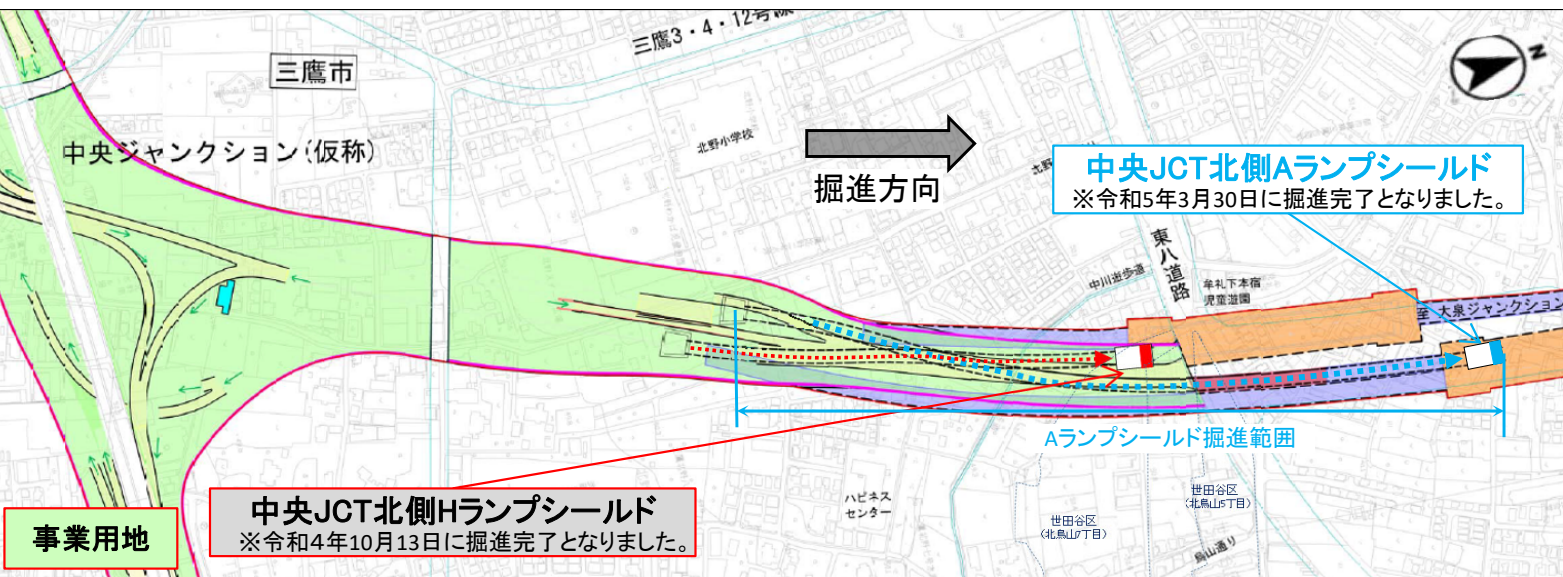 三鷹3・4・12号線
三鷹市
N
中央ジャンクション(仮称)
北野小学校
掘進方向
中央JCT北側Aランプシールド
※令和5年3月30日に掘進完了となりました。
東八道路
中川遊歩道
牟礼下本宿
児童遊園
至 大泉ジャンクション
Aランプシールド掘進範囲
中央JCT北側Hランプシールド
※令和4年10月13日に掘進完了となりました。
事業用地
ハピネス
センター
世田谷区
(北烏山5丁目)
世田谷区
(北烏山7丁目)
烏山通り